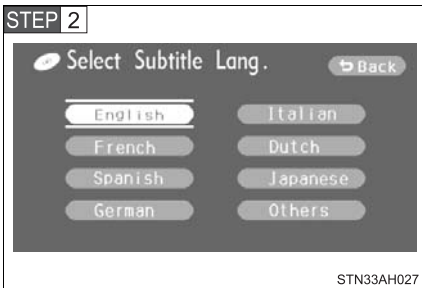 STEP 2
Select Subtitle Lang. Back
English Italian
French Dutch
Spanish Japanese
German Others
STN33AH027